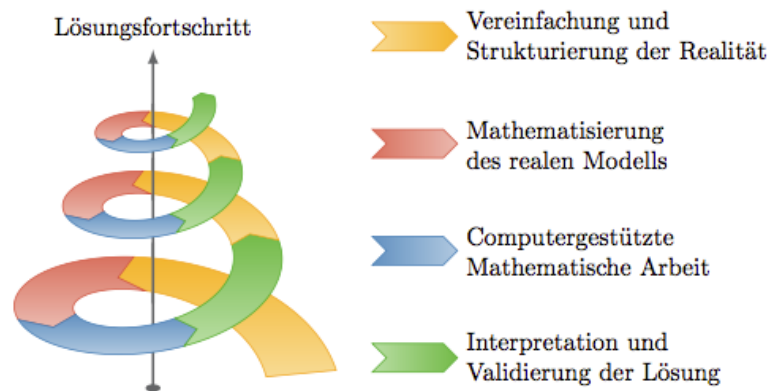 Lösungsfortschritt
Vereinfachung und
Strukturierung der Realität
Mathematisierung
des realen Modells
Computergestützte
Mathematische Arbeit
Interpretation und
Validierung der Lösung